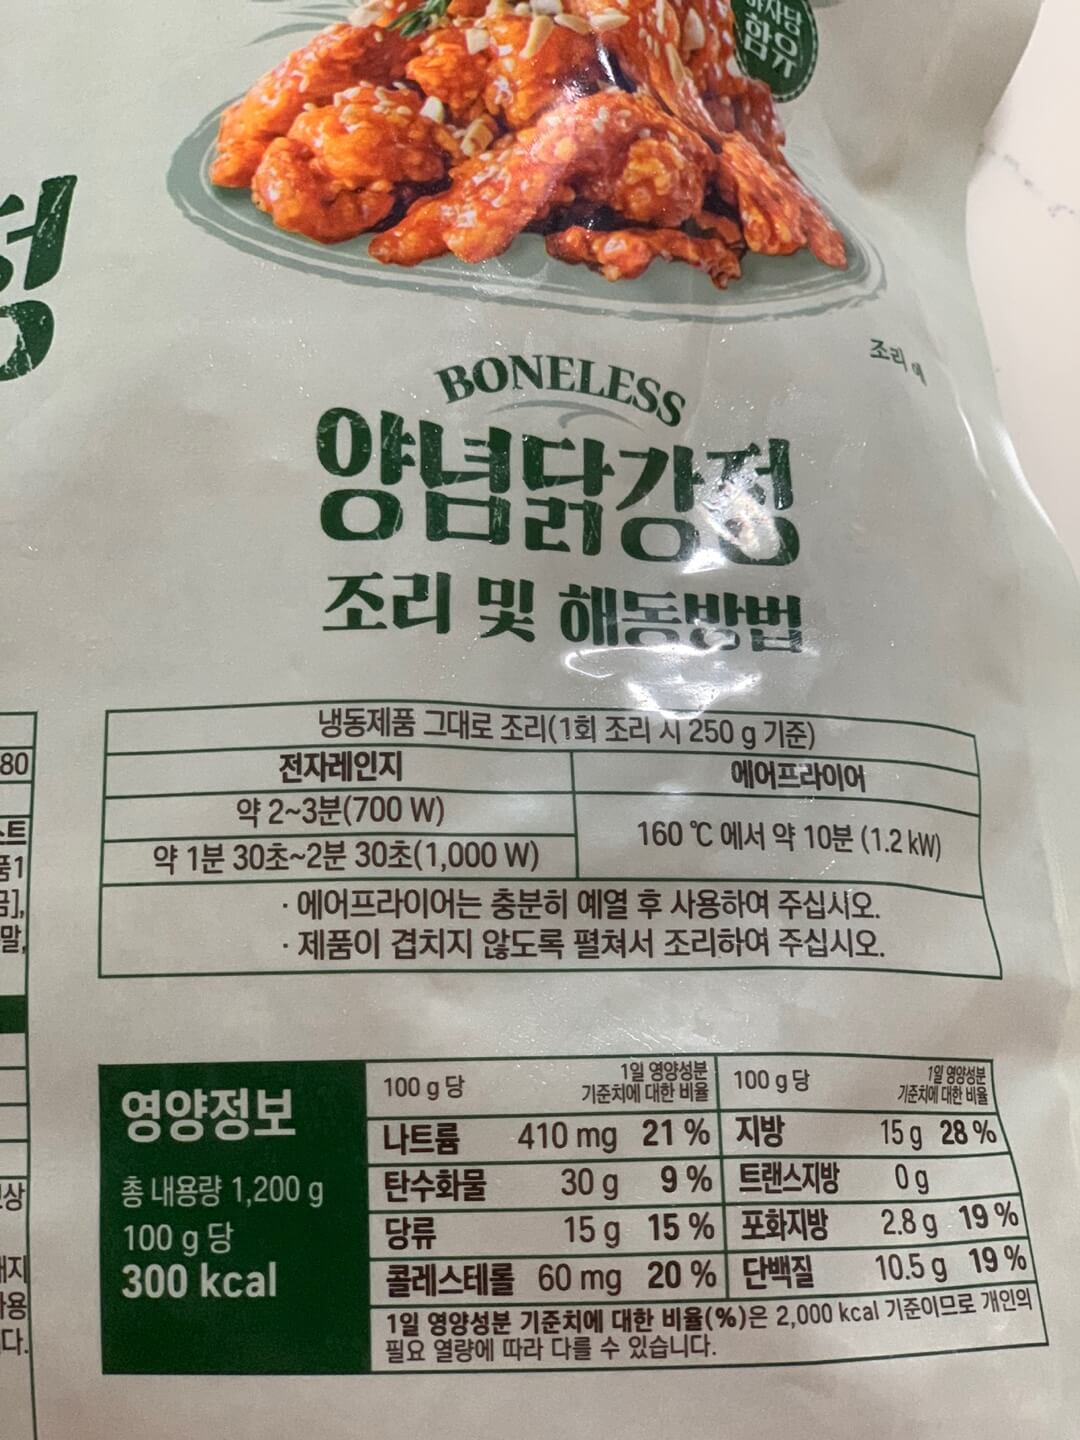 함유
조리 예
BONELESS
양념닭강정
조리 및 해동방법
냉동제품 그대로 조리(1회 조리 시 250 g 기준)
전자레인지 에어프라이어
약 2~3분(700 W)
160 ℃ 에서 약 10분 (1.2 kW)
약 1분 30초~2분 30초(1,000 W)
· 에어프라이어는 충분히 예열 후 사용하여 주십시오.
· 제품이 겹치지 않도록 펼쳐서 조리하여 주십시오.
영양정보
총 내용량 1,200 g
100 g 당
300 kcal
100 g 당 1일 영양성분 기준치에 대한 비율
100 g 당 1일 영양성분 기준치에 대한 비율
나트륨 410 mg 21 % 지방 15 g 28 %
탄수화물 30 g 9 % 트랜스지방 0 g
당류 15 g 15 % 포화지방 2.8 g 19 %
콜레스테롤 60 mg 20 % 단백질 10.5 g 19 %
1일 영양성분 기준치에 대한 비율(%)은 2,000 kcal 기준이므로 개인의
필요 열량에 따라 다를 수 있습니다.